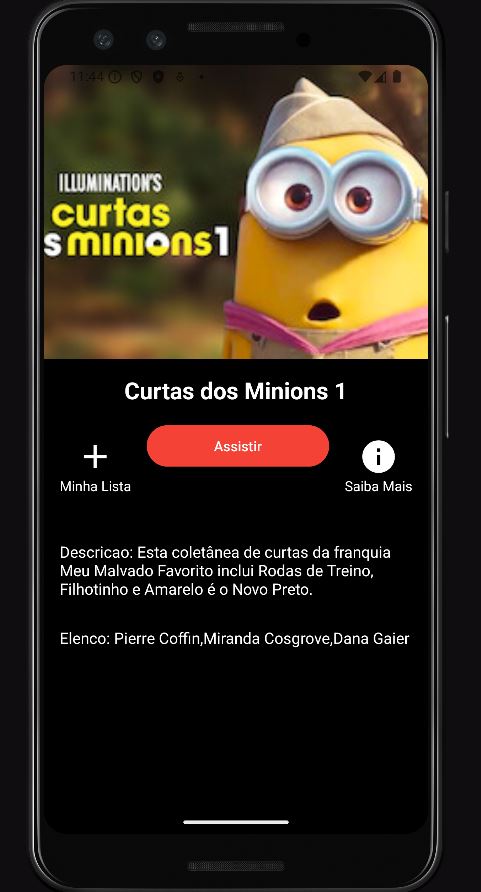 11:44
ILLUMINATION'S
curtas
s minions1
Curtas dos Minions 1
Assistir
Minha Lista
Saiba Mais
Descricao: Esta coletânea de curtas da franquia
Meu Malvado Favorito inclui Rodas de Treino,
Filhotinho e Amarelo é o Novo Preto.
Elenco: Pierre Coffin,Miranda Cosgrove,Dana Gaier